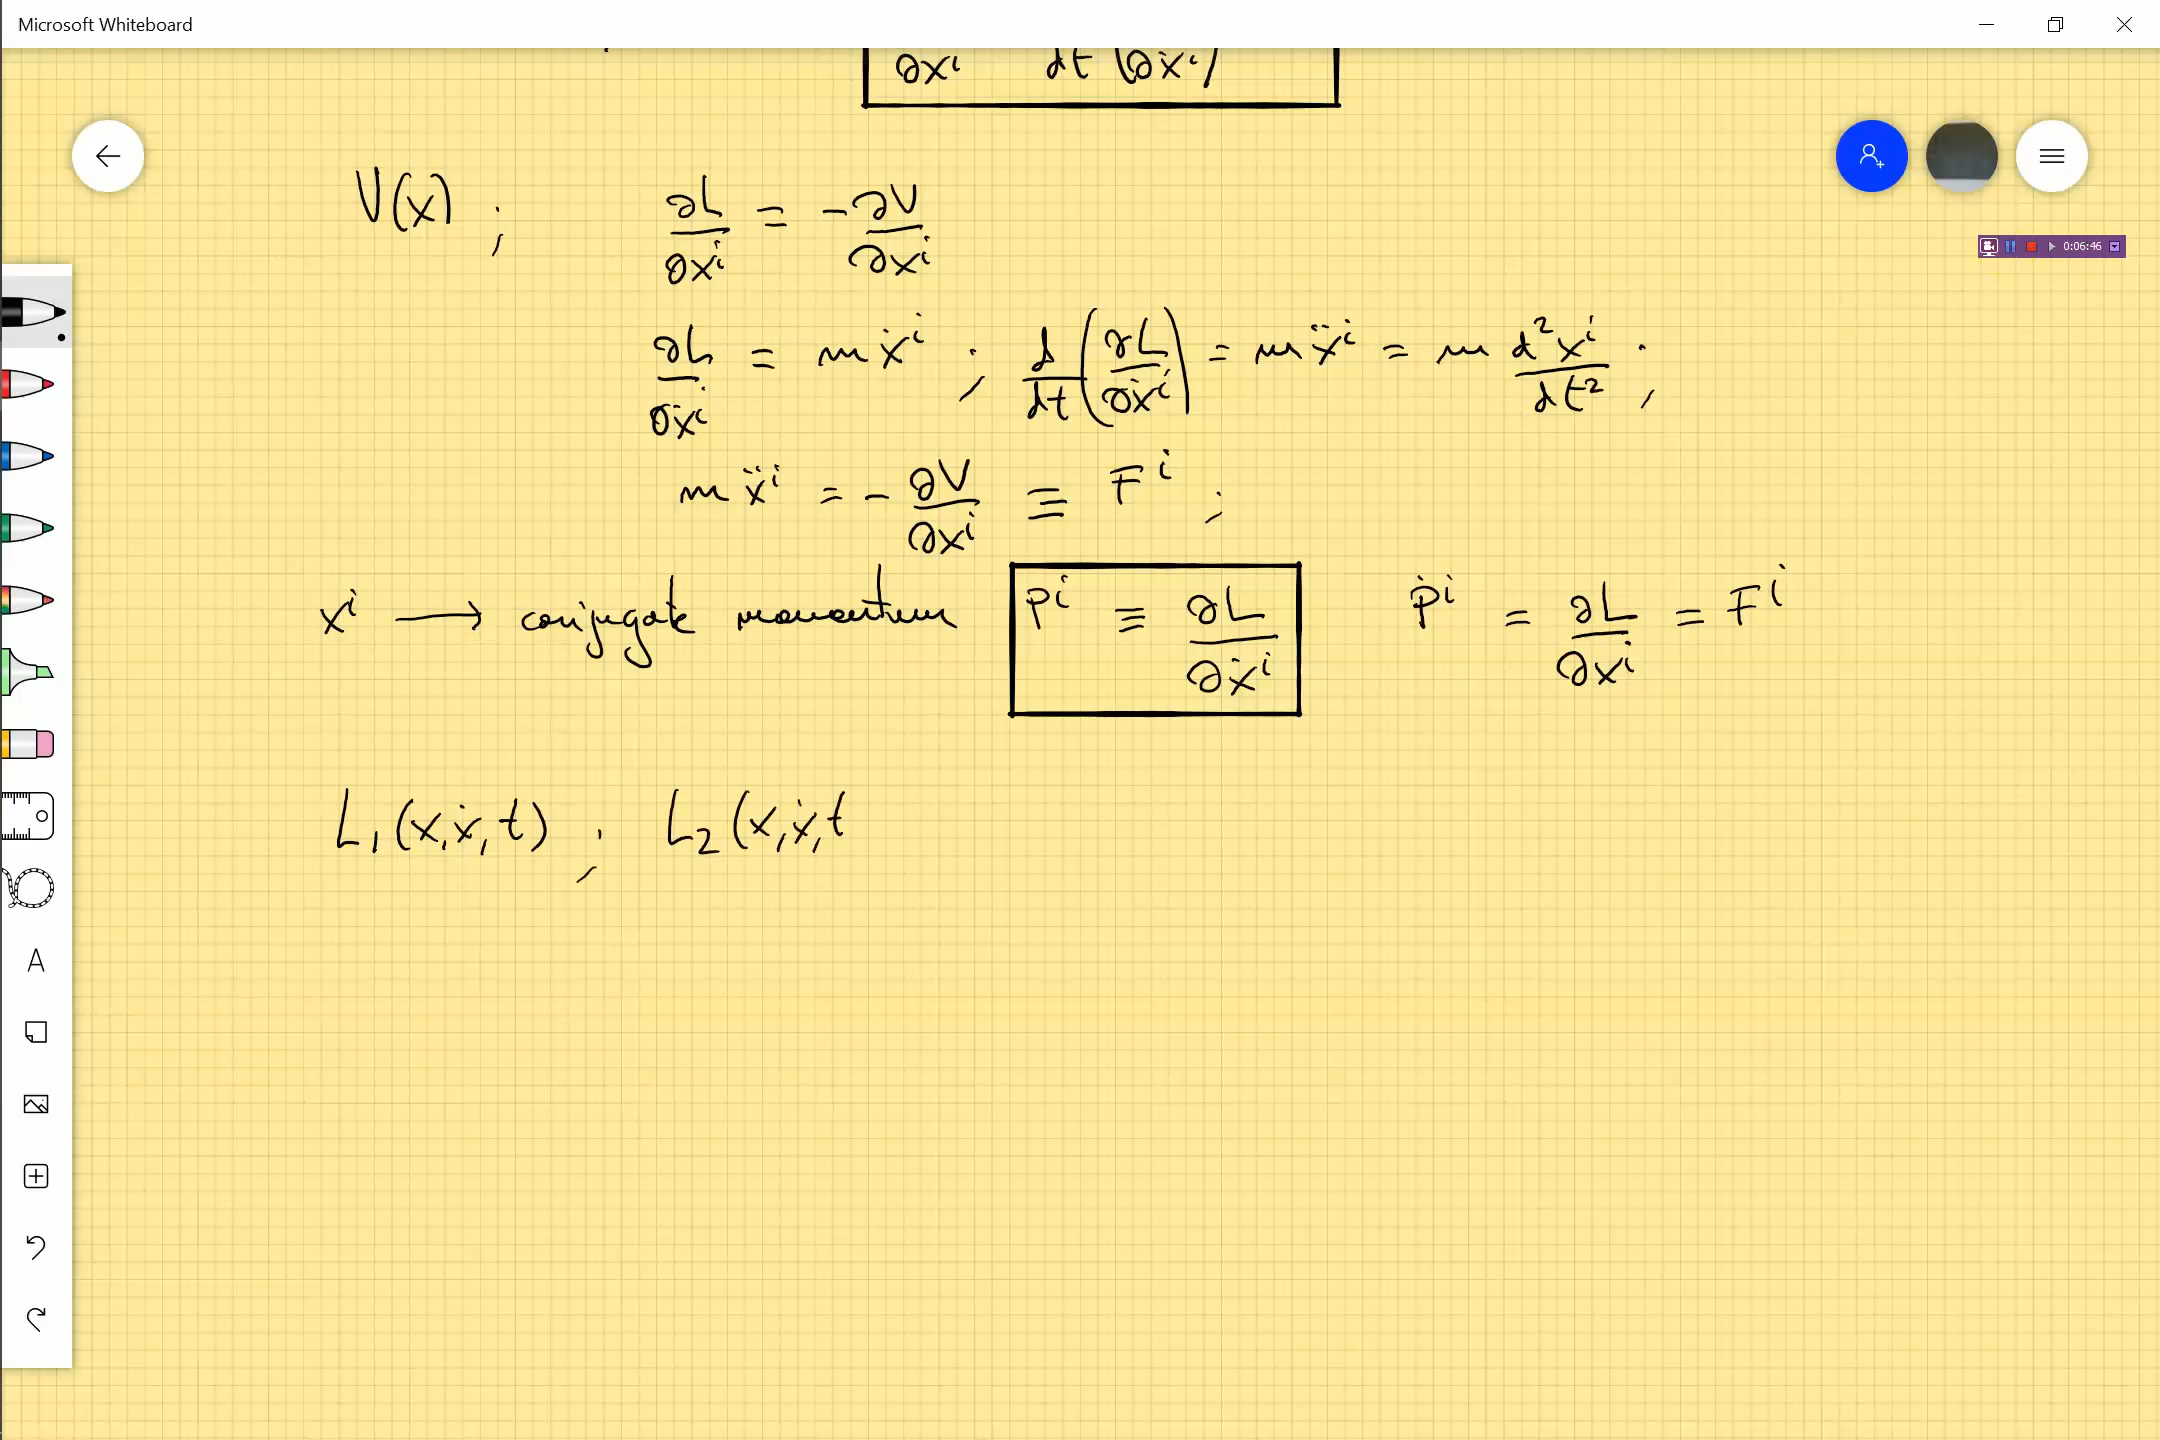 Microsoft Whiteboard
∂xⁱ dt (∂ẋⁱ)
V(x) ; ∂L/∂xⁱ = -∂V/∂xⁱ
0:06:46
∂L/∂ẋⁱ = m ẋⁱ ; d/dt (∂L/∂ẋⁱ) = m ẍⁱ = m d²xⁱ/dt² ;
m ẍⁱ = - ∂V/∂xⁱ ≡ Fⁱ ;
xⁱ → conjugate momentum Pⁱ ≡ ∂L/∂ẋⁱ Ṗⁱ = ∂L/∂xⁱ = Fⁱ
L₁(x,ẋ,t) ; L₂(x,ẋ,t